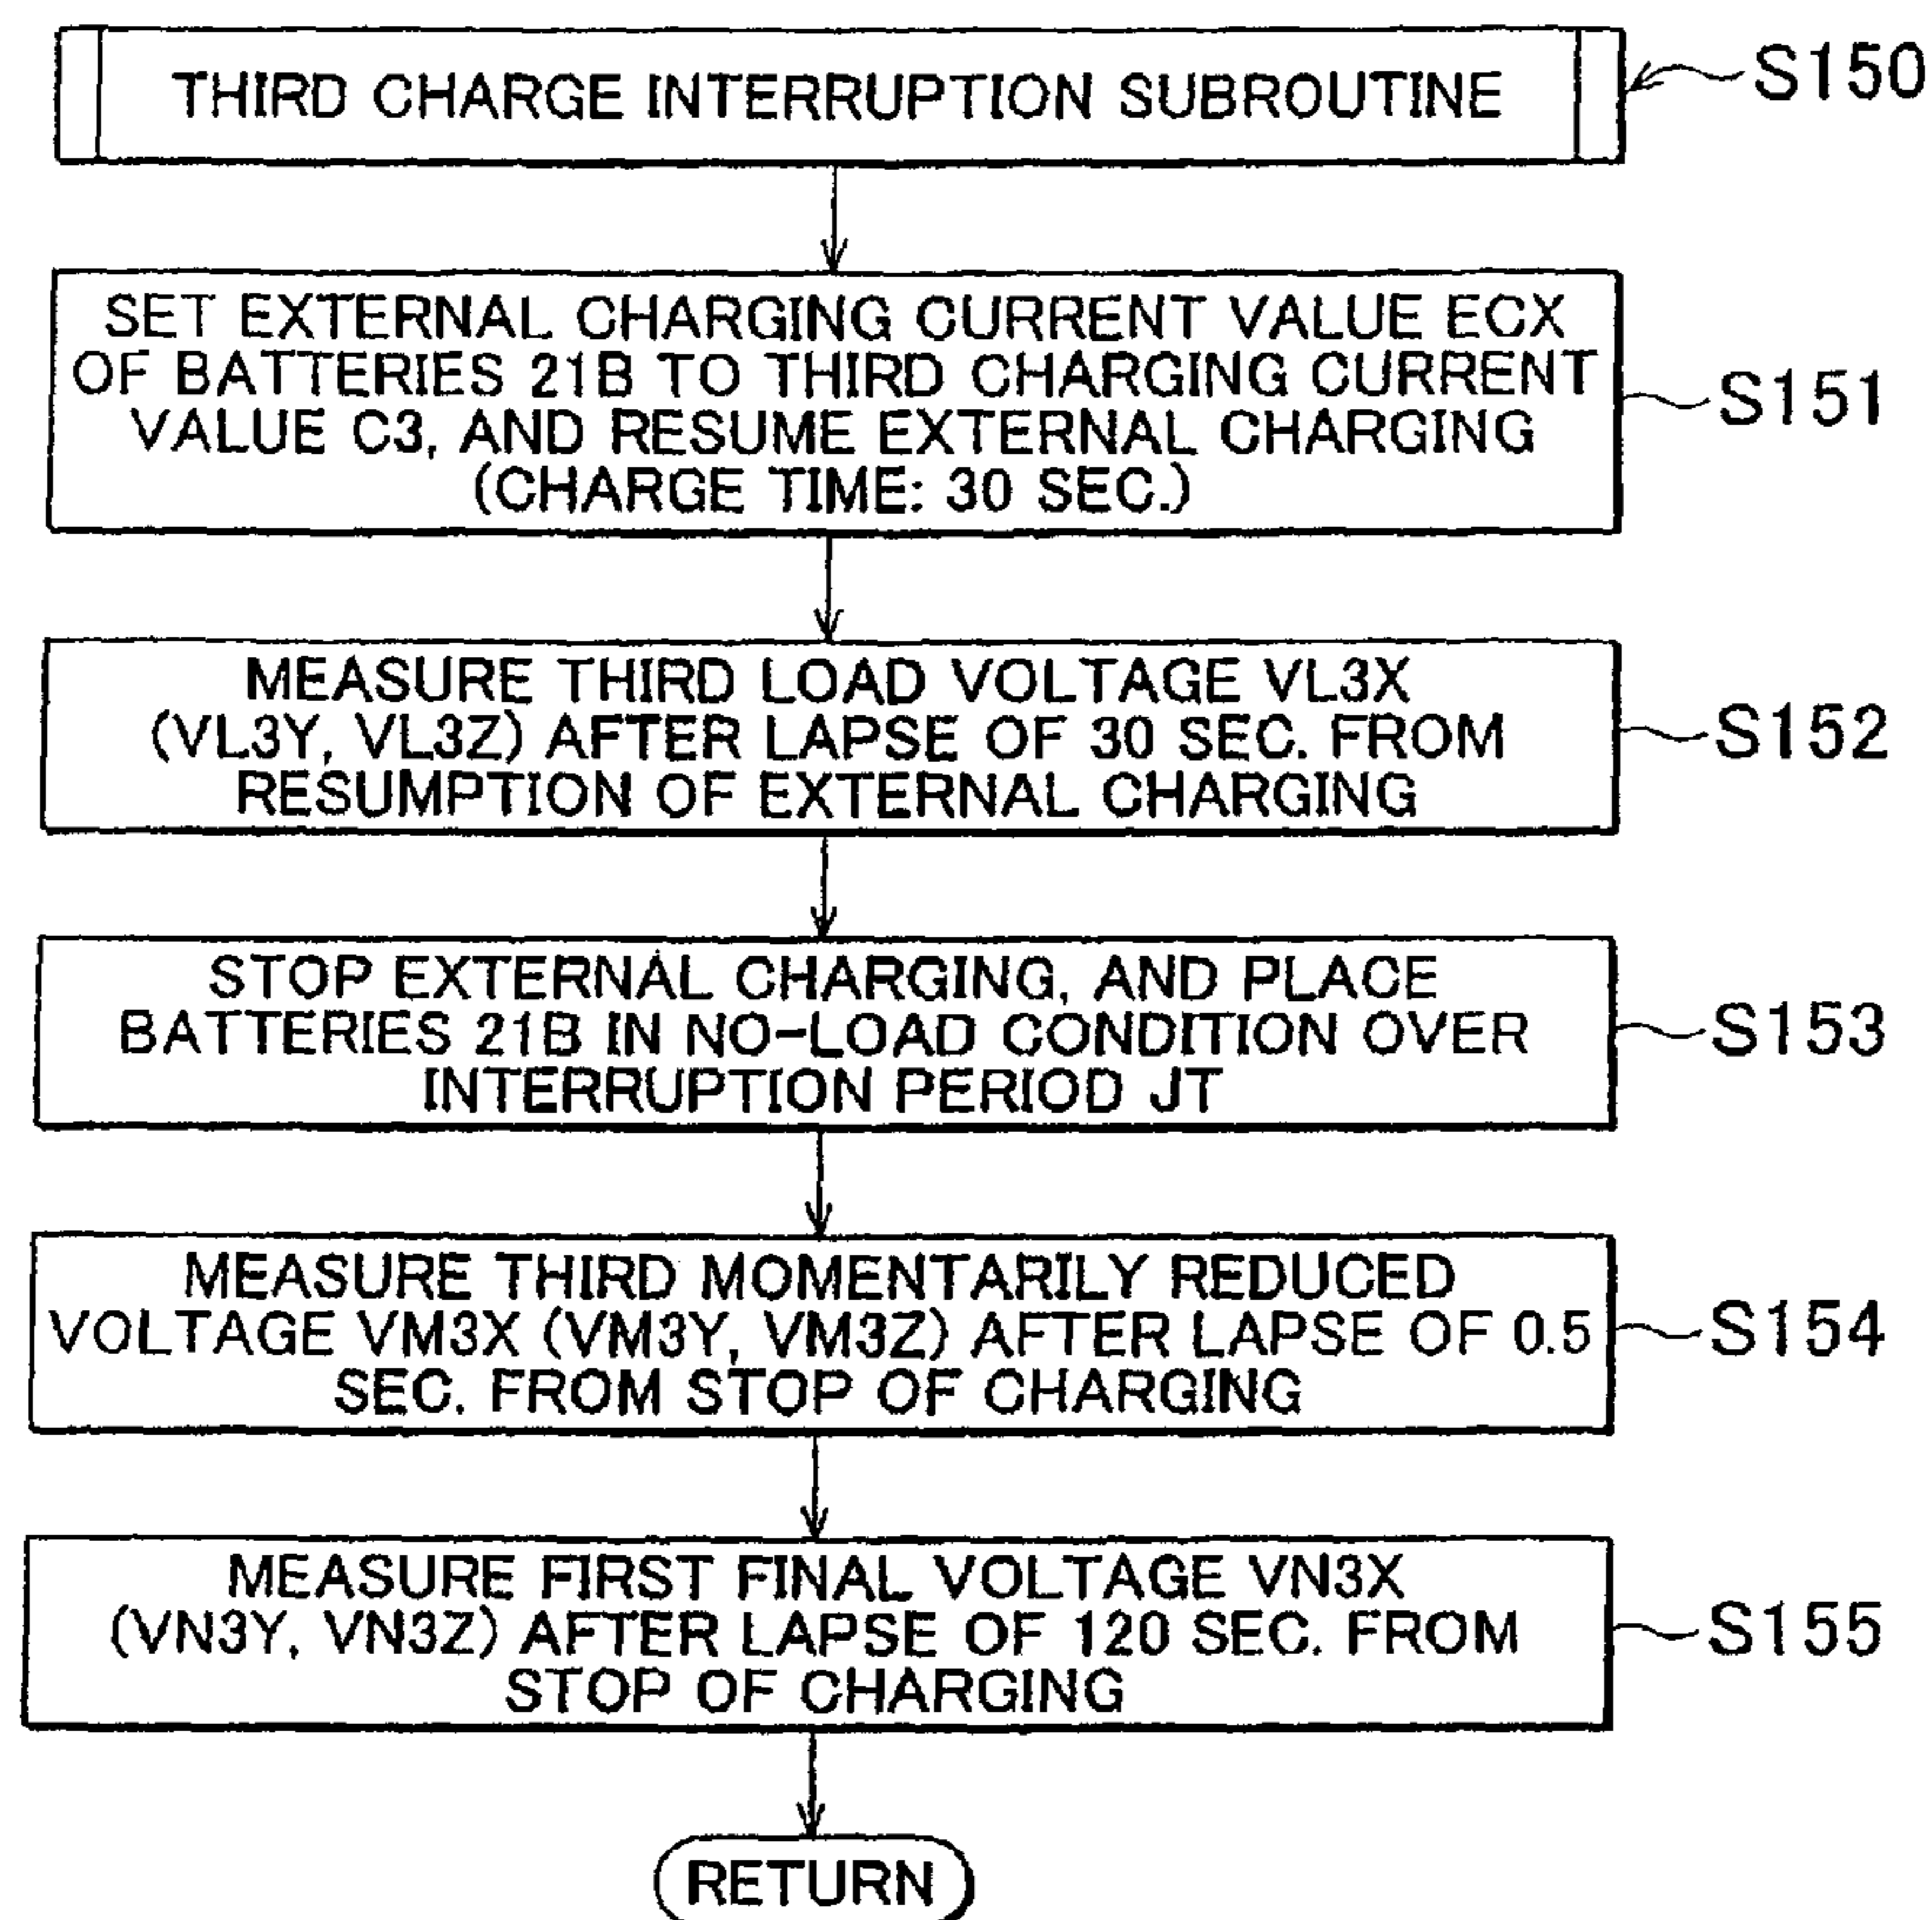 THIRD CHARGE INTERRUPTION SUBROUTINE
S150
SET EXTERNAL CHARGING CURRENT VALUE ECX
OF BATTERIES 21B TO THIRD CHARGING CURRENT
VALUE C3, AND RESUME EXTERNAL CHARGING
(CHARGE TIME: 30 SEC.)
S151
MEASURE THIRD LOAD VOLTAGE VL3X
(VL3Y, VL3Z) AFTER LAPSE OF 30 SEC. FROM
RESUMPTION OF EXTERNAL CHARGING
S152
STOP EXTERNAL CHARGING, AND PLACE
BATTERIES 21B IN NO-LOAD CONDITION OVER
INTERRUPTION PERIOD JT
S153
MEASURE THIRD MOMENTARILY REDUCED
VOLTAGE VM3X (VM3Y, VM3Z) AFTER LAPSE OF 0.5
SEC. FROM STOP OF CHARGING
S154
MEASURE FIRST FINAL VOLTAGE VN3X
(VN3Y, VN3Z) AFTER LAPSE OF 120 SEC. FROM
STOP OF CHARGING
S155
RETURN